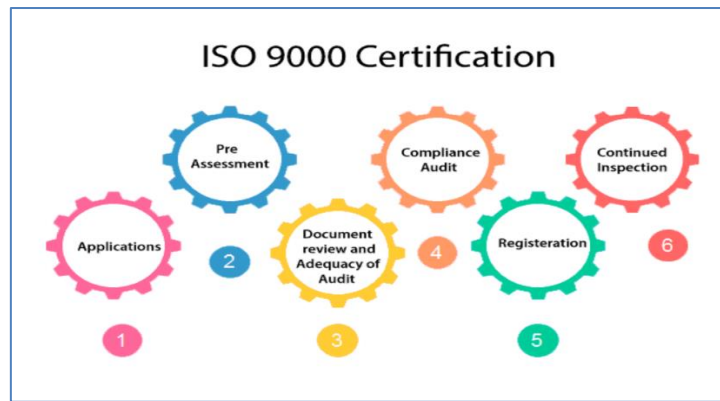 ISO 9000 Certification
Applications
1
Pre
Assessment
2
Document
review and
Adequacy of
Audit
3
Compliance
Audit
4
Registeration
5
Continued
Inspection
6